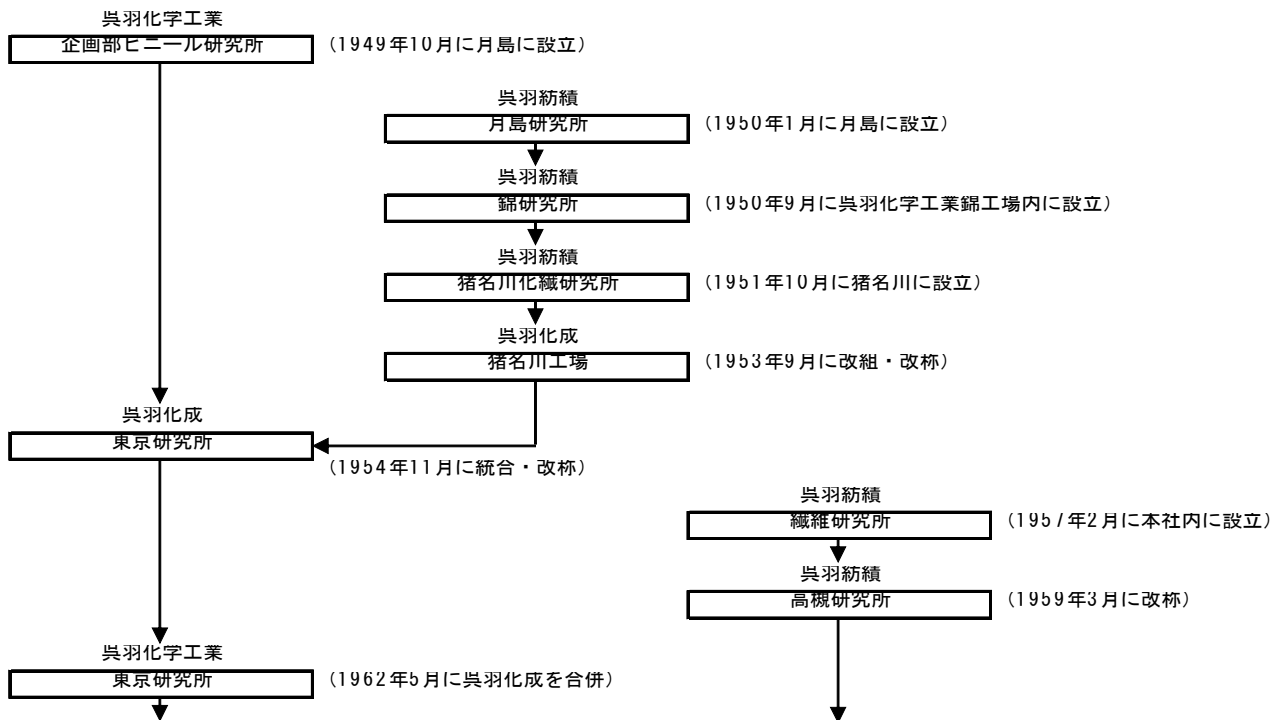 呉羽化学工業
企画部ビニール研究所
(1949年10月に月島に設立)
呉羽紡績
月島研究所
(1950年1月に月島に設立)
呉羽紡績
錦研究所
(1950年9月に呉羽化学工業錦工場内に設立)
呉羽紡績
猪名川化繊研究所
(1951年10月に猪名川に設立)
呉羽化成
猪名川工場
(1953年9月に改組・改称)
呉羽化成
東京研究所
(1954年11月に統合・改称)
呉羽紡績
繊維研究所
(1957年2月に本社内に設立)
呉羽紡績
高槻研究所
(1959年3月に改称)
呉羽化学工業
東京研究所
(1962年5月に呉羽化成を合併)